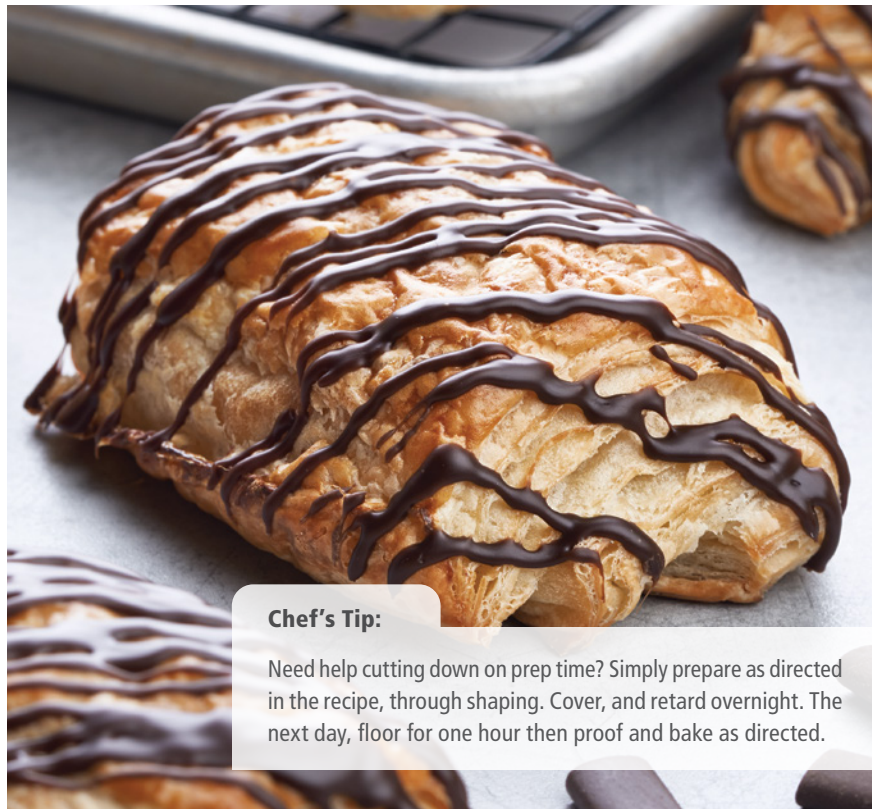 Chef’s Tip:
Need help cutting down on prep time? Simply prepare as directed
in the recipe, through shaping. Cover, and retard overnight. The
next day, floor for one hour then proof and bake as directed.